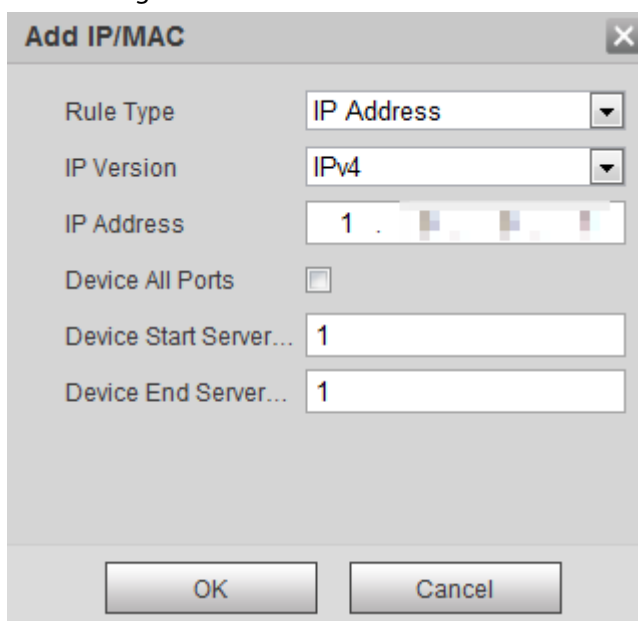 Add IP/MAC
Rule Type IP Address
IP Version IPv4
IP Address 1 .
Device All Ports
Device Start Server... 1
Device End Server... 1
OK Cancel